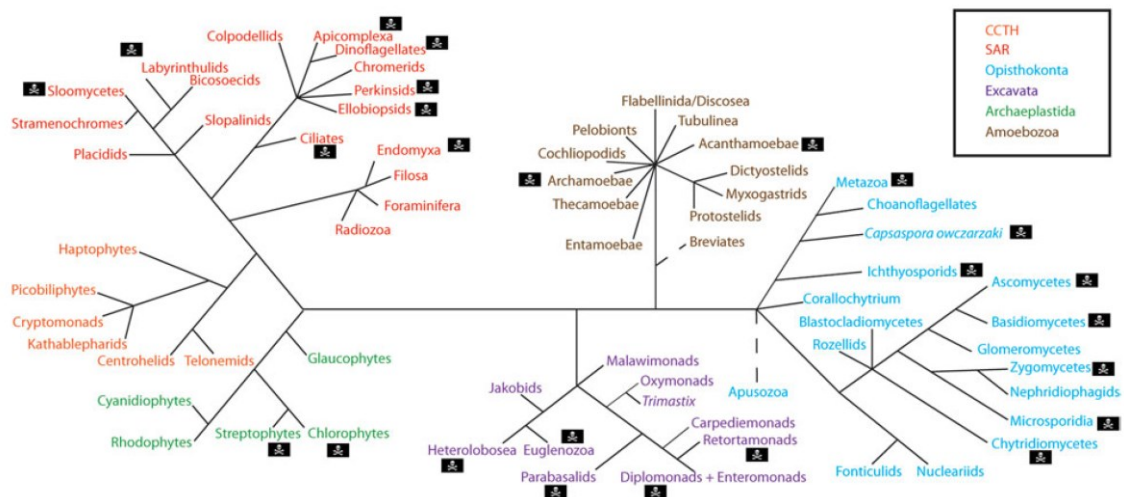 Colpodellids
Apicomplexa
Dinoflagellates
Chromerids
Perkinsids
Ellobiopsids
Ciliates
Labyrinthulids
Bicosoecids
Sloomycetes
Stramenochromes
Slopalinids
Placidids
Endomyxa
Filosa
Foraminifera
Radiozoa
Haptophytes
Picobiliphytes
Cryptomonads
Kathablepharids
Centrohelids
Telonemids
Glaucophytes
Cyanidiophytes
Rhodophytes
Streptophytes
Chlorophytes
Flabellinida/Discosea
Tubulinea
Pelobionts
Acanthamoebae
Cochliopodids
Dictyostelids
Archamoebae
Myxogastrids
Thecamoebae
Protostelids
Entamoebae
Breviates
Malawimonads
Oxymonads
Trimastix
Jakobids
Carpediemonads
Retortamonads
Heterolobosea
Euglenozoa
Parabasalids
Diplomonads + Enteromonads
Metazoa
Choanoflagellates
Capsaspora owczarzaki
Ichthyosporids
Corallochytrium
Apusozoa
Blastocladiomycetes
Rozellids
Ascomycetes
Basidiomycetes
Glomeromycetes
Zygomycetes
Nephridiophagids
Microsporidia
Chytridiomycetes
Fonticulids
Nucleariids
CCTH
SAR
Opisthokonta
Excavata
Archaeplastida
Amoebozoa